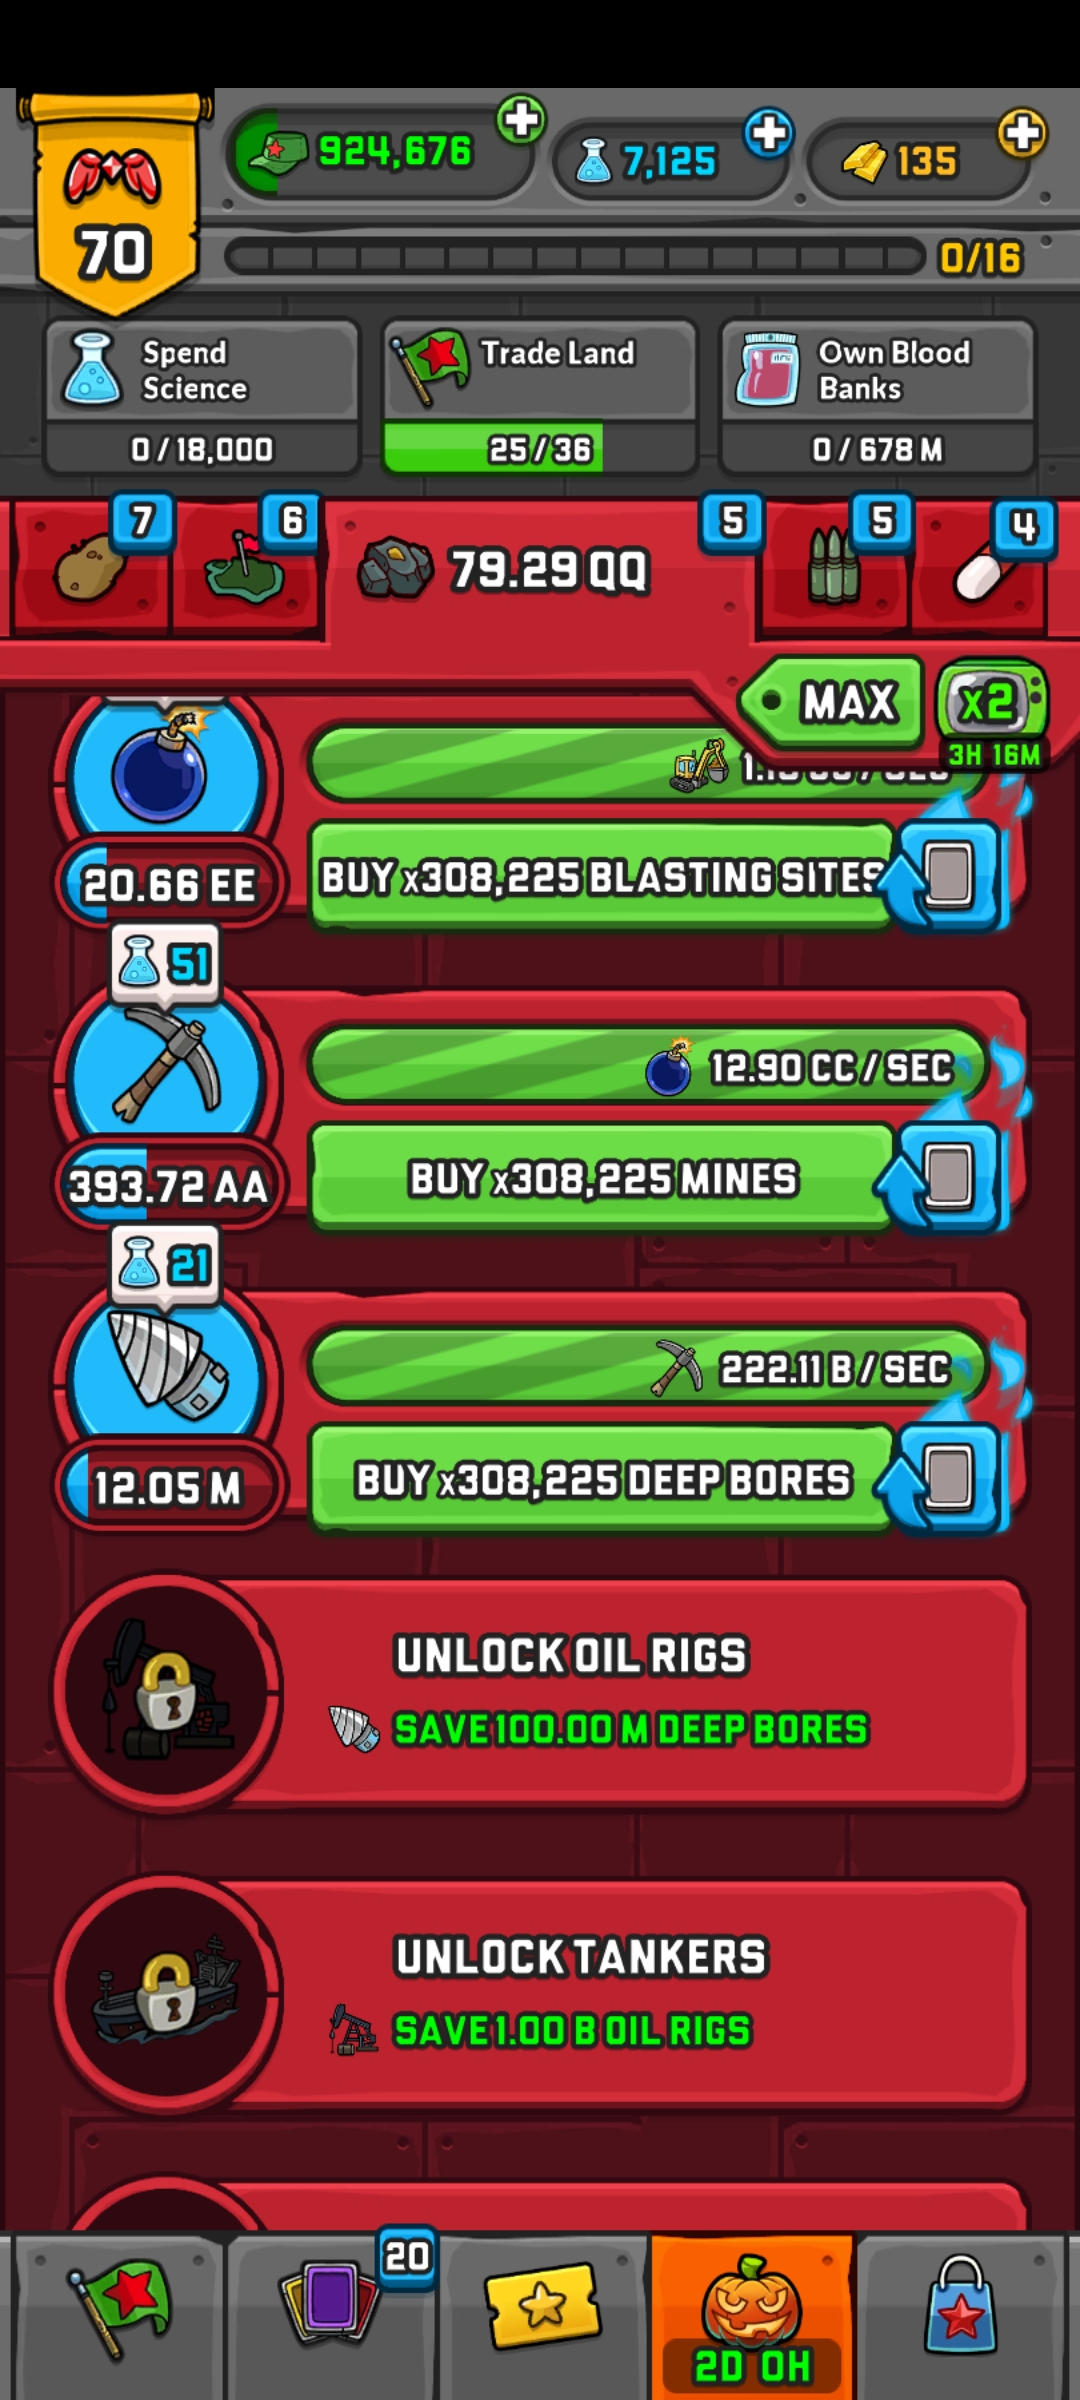 924,676
7,125
135
70
0/16
Spend
Science
Trade Land
Own Blood
Banks
0 / 18,000
25 / 36
0 / 678 M
7
6
79.29 QQ
5
5
4
MAX
x2
3H 16M
BUY x308,225 BLASTING SITES
20.66 EE
51
12.90 CC / SEC
BUY x308,225 MINES
393.72 AA
21
222.11 B / SEC
BUY x308,225 DEEP BORES
12.05 M
UNLOCK OIL RIGS
SAVE 100.00 M DEEP BORES
UNLOCK TANKERS
SAVE 1.00 B OIL RIGS
20
2D 0H